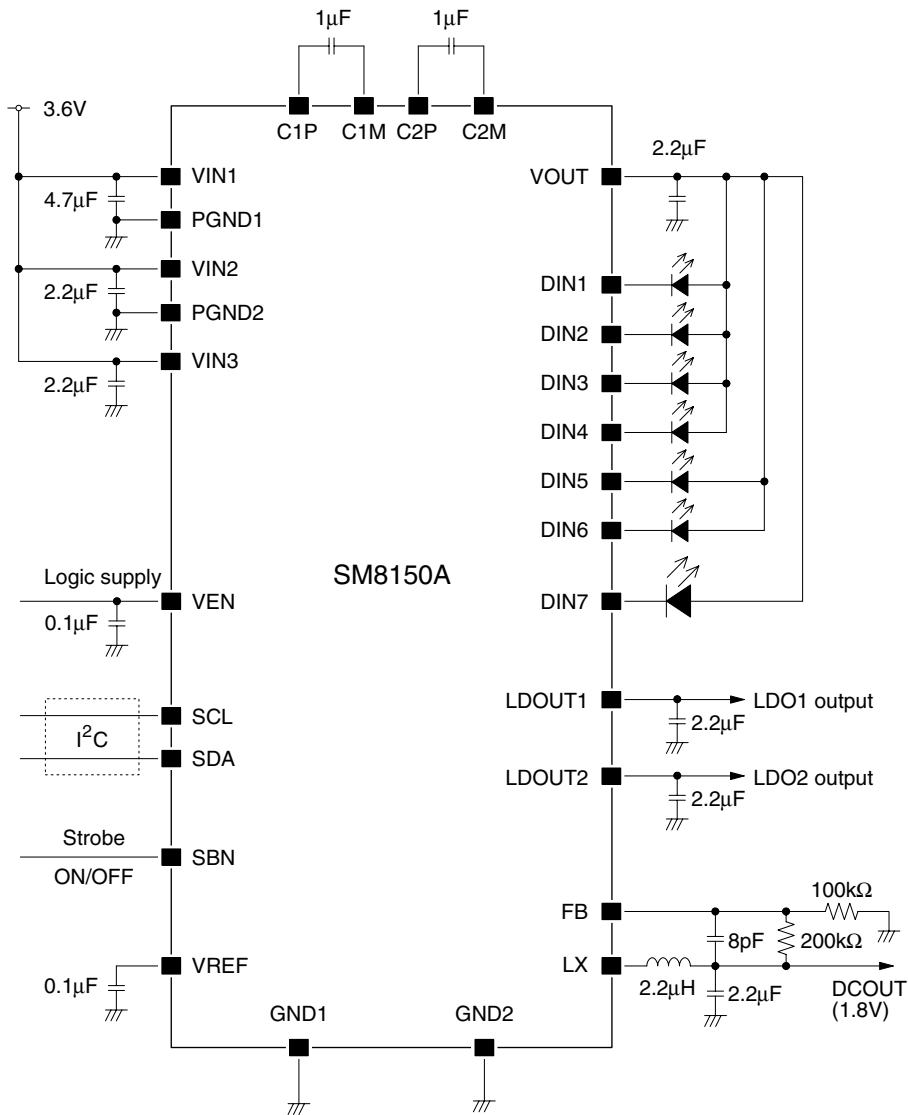 1μF 1μF
3.6V
C1P C1M C2P C2M
2.2μF
VIN1 VOUT
4.7μF
PGND1
VIN2 DIN1
2.2μF
PGND2 DIN2
VIN3 DIN3
2.2μF
DIN4
DIN5
DIN6
SM8150A
Logic supply
VEN DIN7
0.1μF
LDOUT1 LDO1 output
SCL 2.2μF
I²C
SDA LDOUT2 LDO2 output
2.2μF
Strobe
SBN
ON/OFF
100kΩ
FB
8pF 200kΩ
VREF LX
0.1μF 2.2μH 2.2μF DCOUT
(1.8V)
GND1 GND2